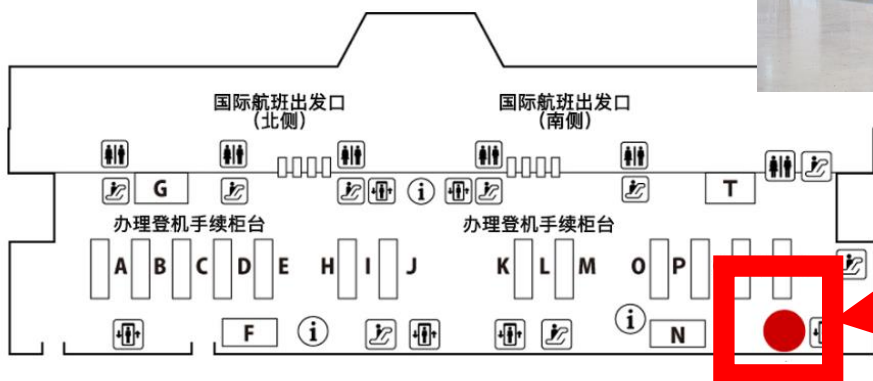 国际航班出发口
(北侧)
国际航班出发口
(南侧)
G
i
T
办理登机手续柜台
办理登机手续柜台
A B C D E H I J K L M O P
F
i
i
N